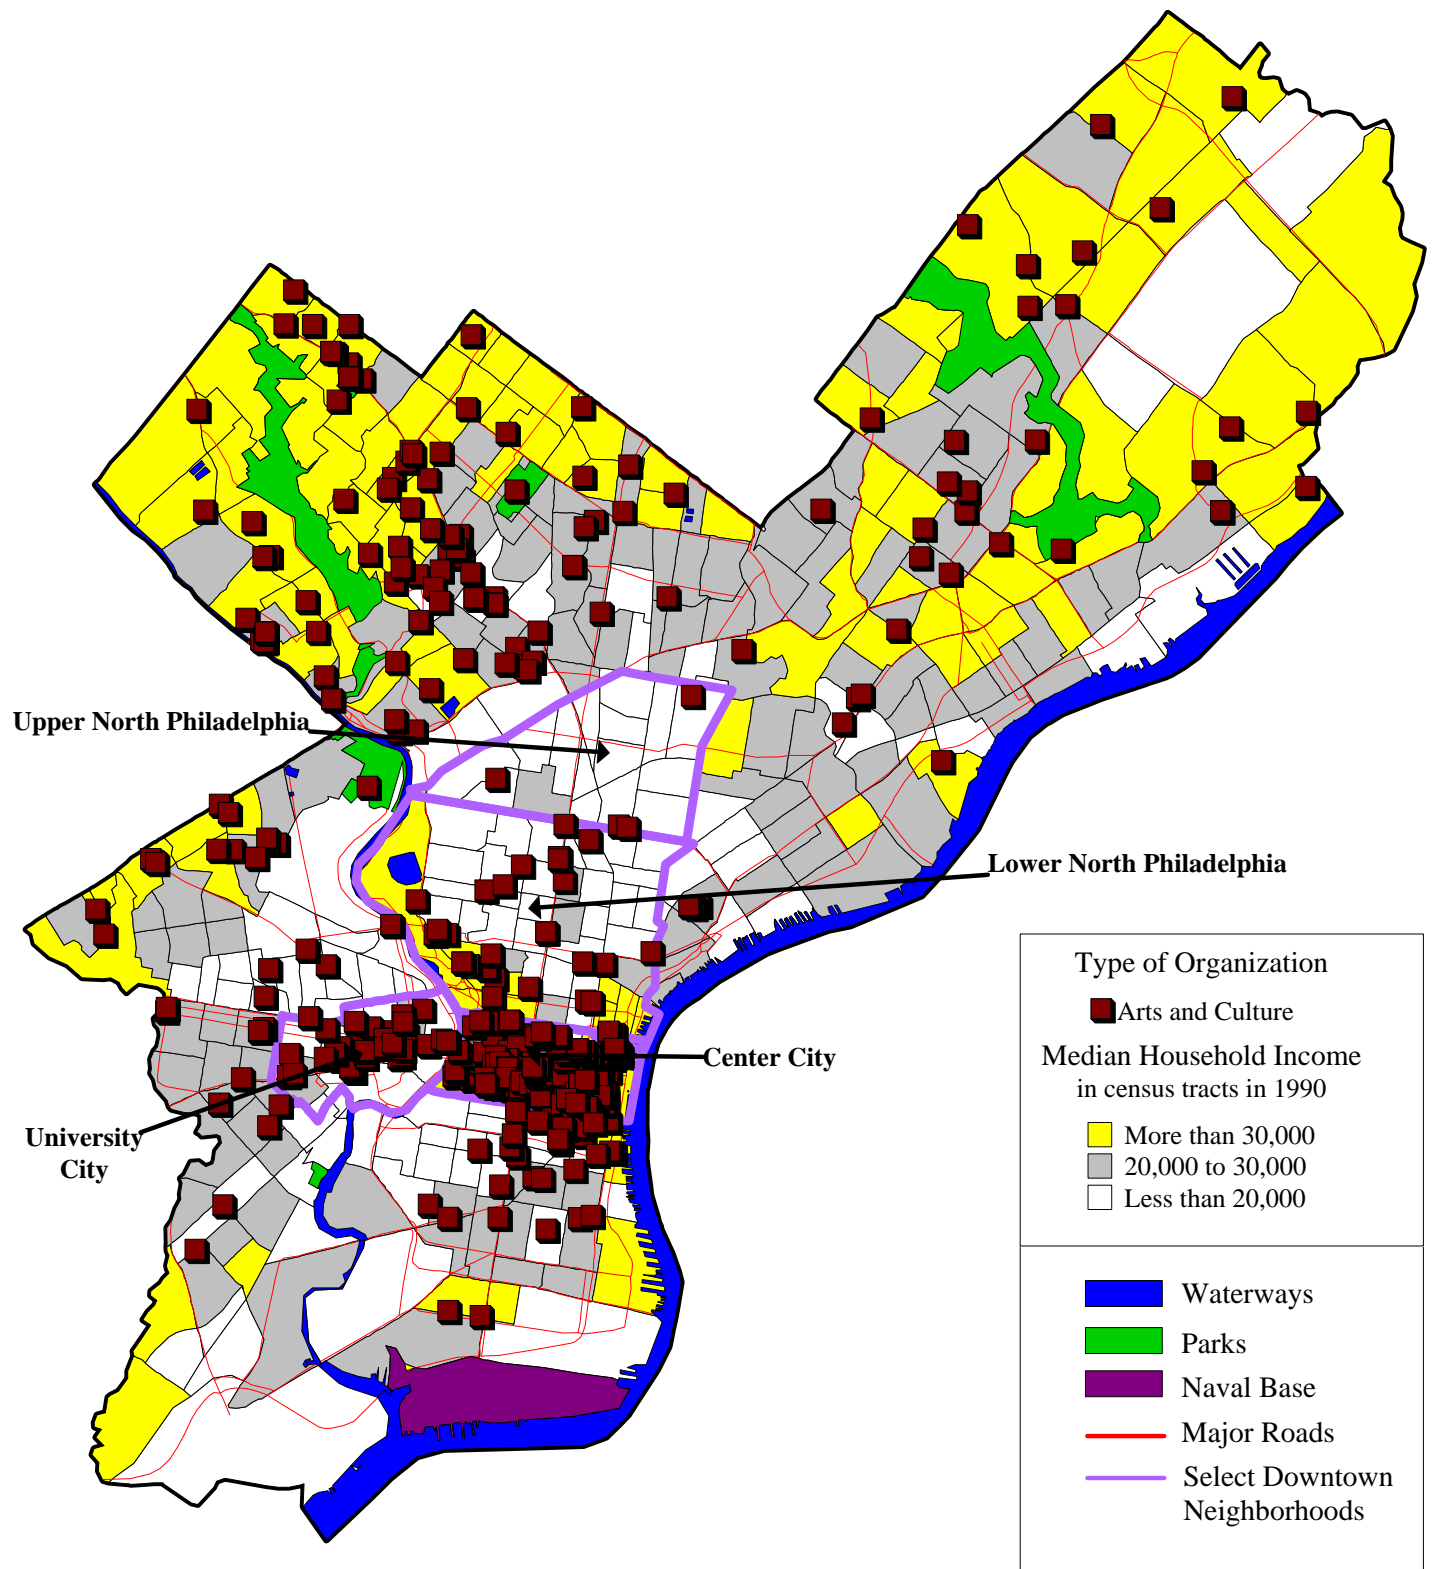 Upper North Philadelphia
Lower North Philadelphia
Center City
University
City
Type of Organization
Arts and Culture
Median Household Income
in census tracts in 1990
More than 30,000
20,000 to 30,000
Less than 20,000
Waterways
Parks
Naval Base
Major Roads
Select Downtown
Neighborhoods